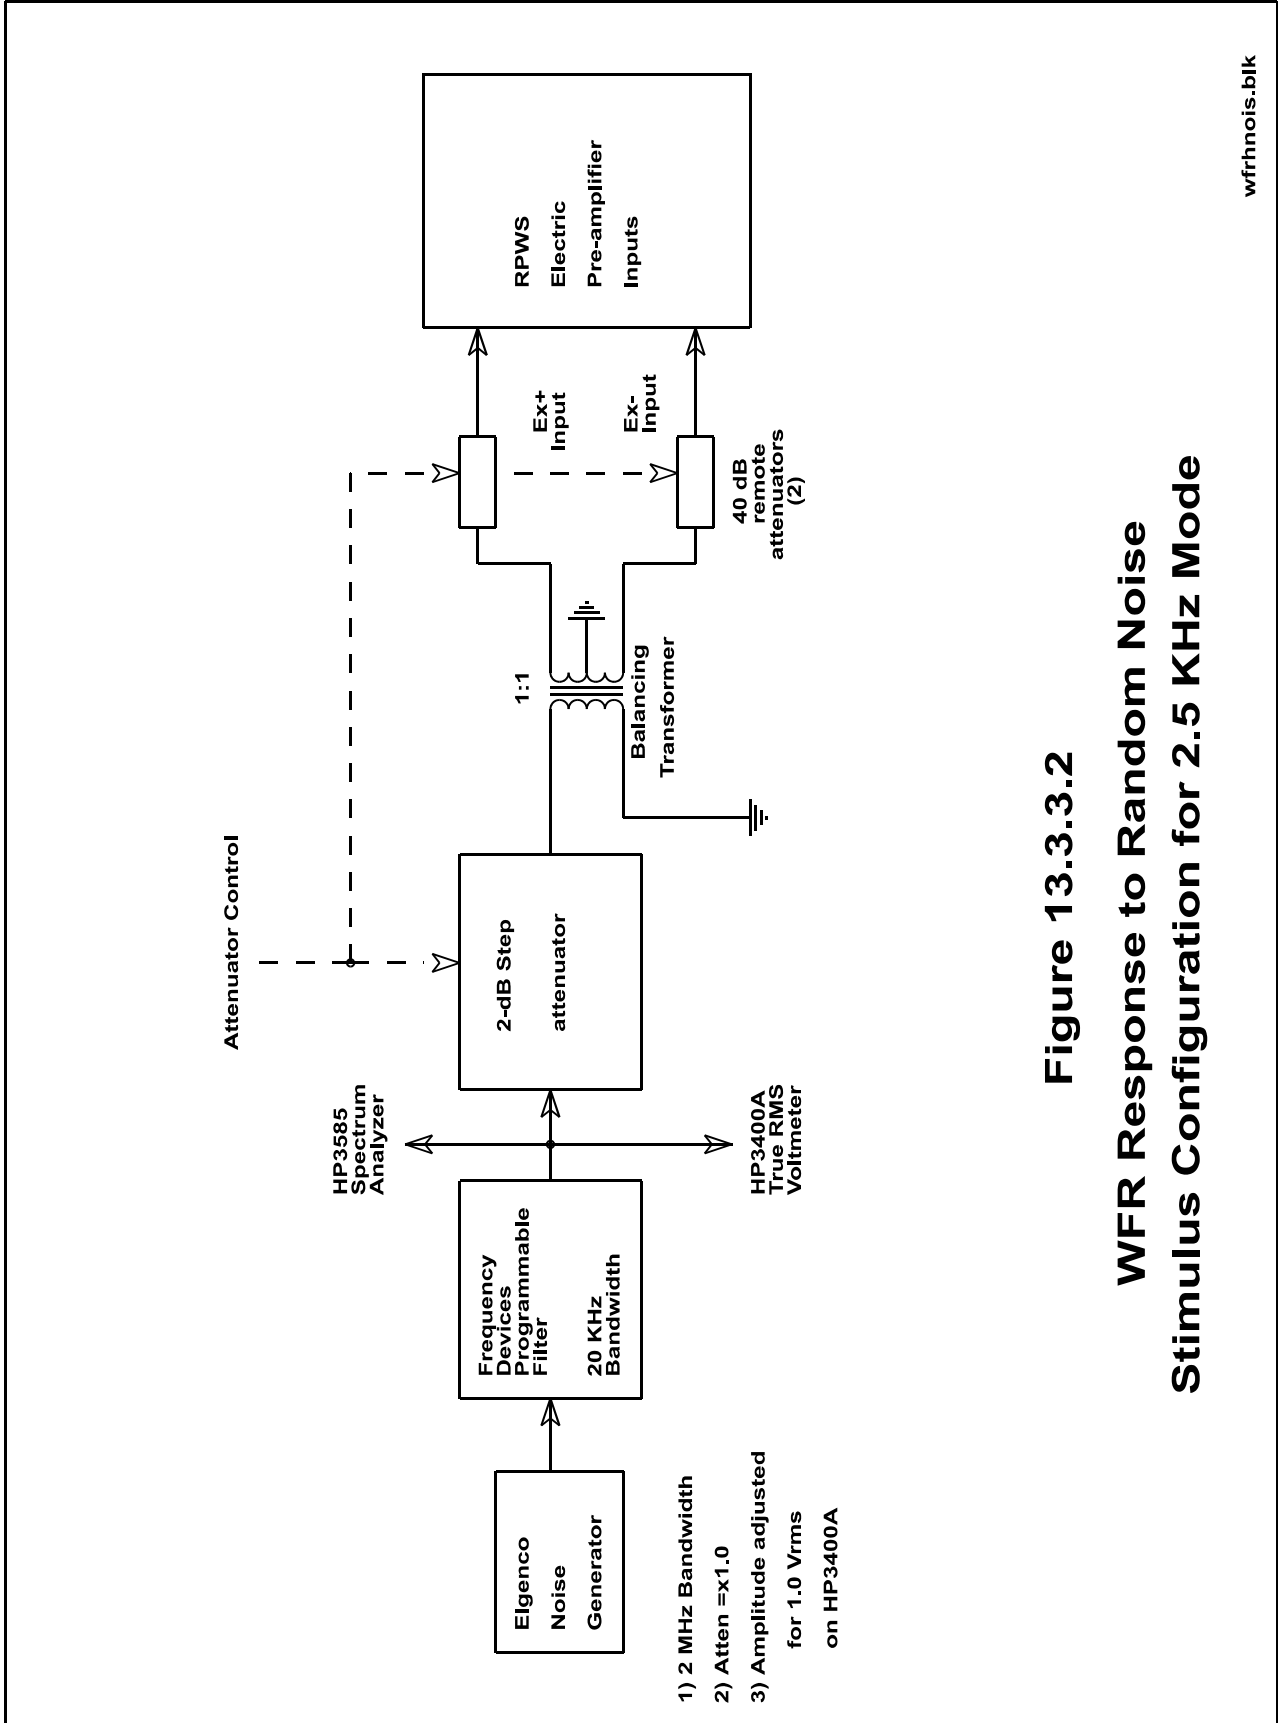 Attenuator Control
HP3585
Spectrum
Analyzer
Elgenco
Noise
Generator
Frequency
Devices
Programmable
Filter
20 KHz
Bandwidth
2-dB Step
attenuator
1:1
Balancing
Transformer
Ex+
Input
Ex-
Input
RPWS
Electric
Pre-amplifier
Inputs
40 dB
remote
attenuators
(2)
HP3400A
True RMS
Voltmeter
1) 2 MHz Bandwidth
2) Atten =x1.0
3) Amplitude adjusted
for 1.0 Vrms
on HP3400A
Figure 13.3.3.2
WFR Response to Random Noise
Stimulus Configuration for 2.5 KHz Mode
wfrhnois.blk